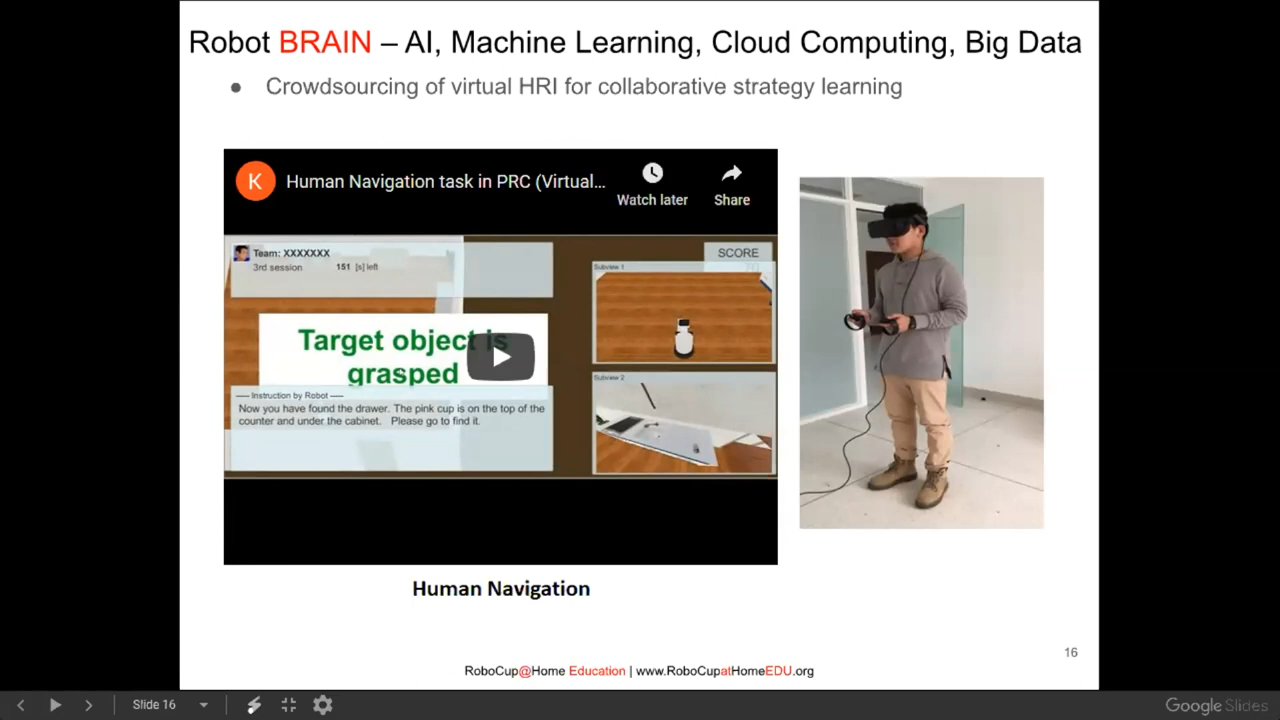 Robot BRAIN – AI, Machine Learning, Cloud Computing, Big Data
● Crowdsourcing of virtual HRI for collaborative strategy learning
K
Human Navigation task in PRC (Virtual...
Watch later
Share
Team: XXXXXXX
3rd session 151 [s] left
SCORE
Subview 1
Target object is
grasped
Subview 2
---- Instruction by Robot ----
Now you have found the drawer. The pink cup is on the top of the
counter and under the cabinet. Please go to find it.
Human Navigation
16
RoboCup@Home Education | www.RoboCupatHomeEDU.org
Slide 16
Google Slides